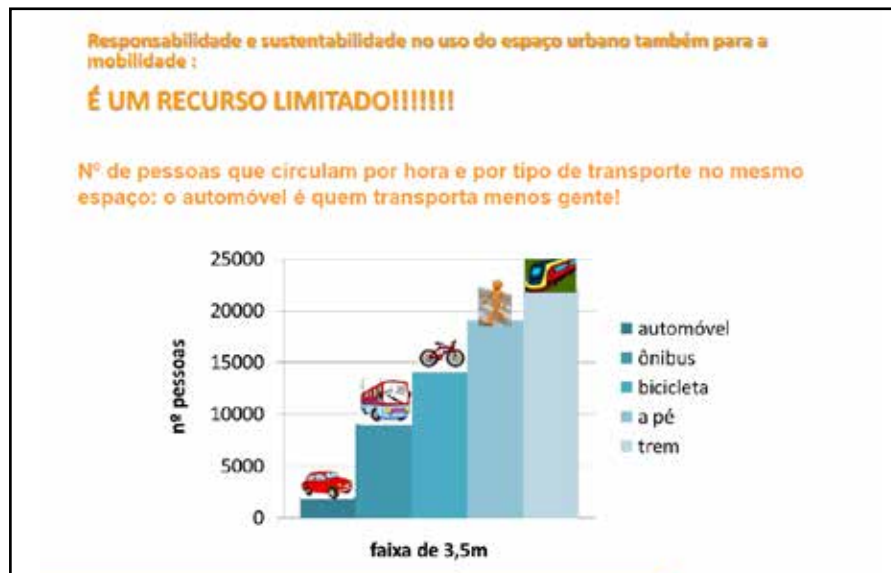 Responsabilidade e sustentabilidade no uso do espaço urbano também para a
mobilidade :
É UM RECURSO LIMITADO!!!!!!!
Nº de pessoas que circulam por hora e por tipo de transporte no mesmo
espaço: o automóvel é quem transporta menos gente!
25000
20000
15000
10000
5000
0
nº pessoas
faixa de 3,5m
automóvel
ônibus
bicicleta
a pé
trem